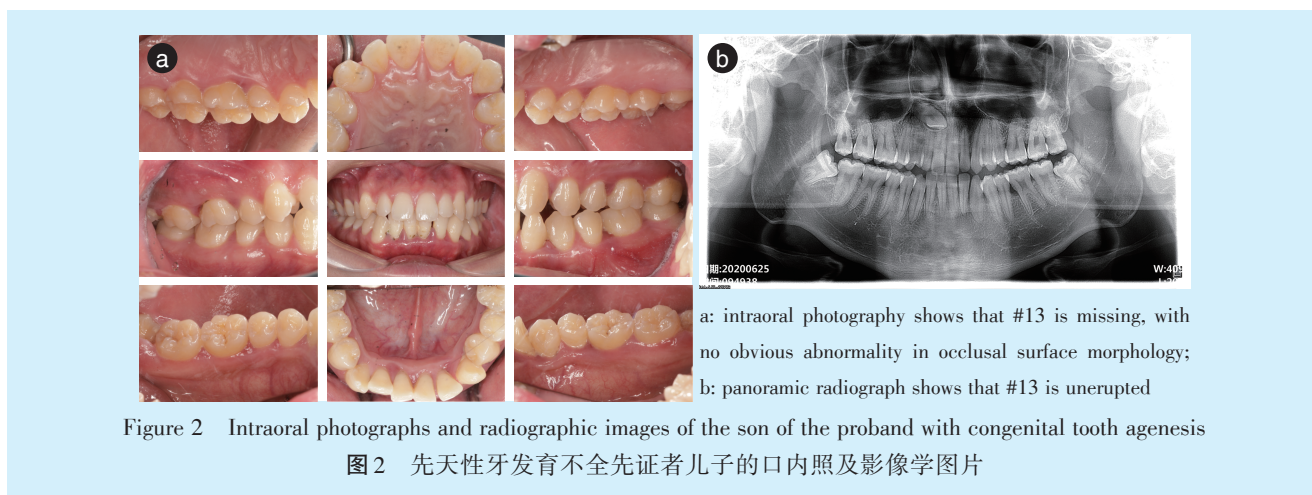 a
b
期:20200625
W:409
a: intraoral photography shows that #13 is missing, with
no obvious abnormality in occlusal surface morphology;
b: panoramic radiograph shows that #13 is unerupted
Figure 2 Intraoral photographs and radiographic images of the son of the proband with congenital tooth agenesis
图2 先天性牙发育不全先证者儿子的口内照及影像学图片